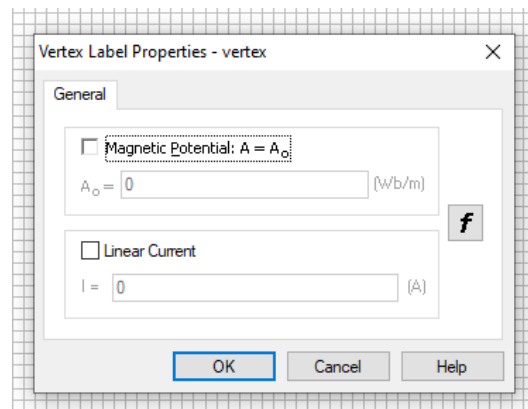 Vertex Label Properties - vertex
General
Magnetic Potential: A = Aₒ
Aₒ = 0 (Wb/m)
f
Linear Current
I = 0 (A)
OK Cancel Help